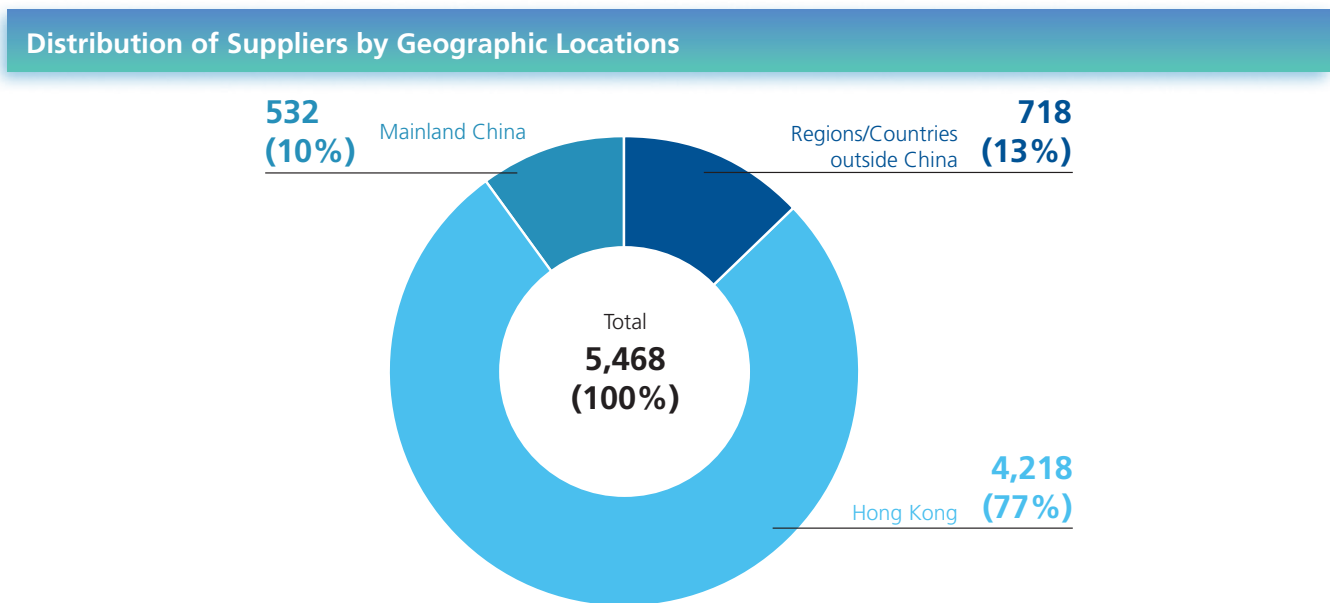 Distribution of Suppliers by Geographic Locations
532
(10%)
Mainland China
Regions/Countries
outside China
718
(13%)
Total
5,468
(100%)
Hong Kong
4,218
(77%)